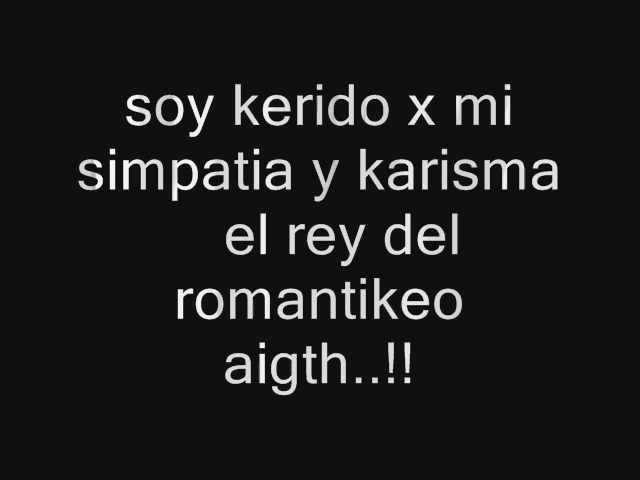 soy kerido x mi
simpatia y karisma
el rey del
romantikeo
aigth..!!